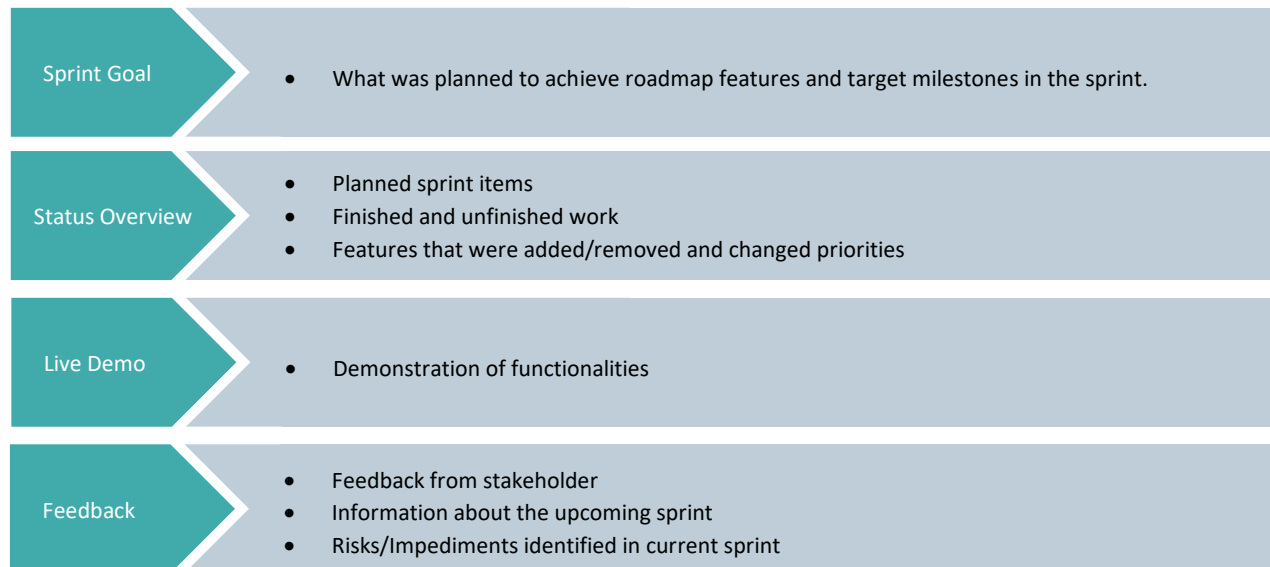 Sprint Goal
• What was planned to achieve roadmap features and target milestones in the sprint.
Status Overview
• Planned sprint items
• Finished and unfinished work
• Features that were added/removed and changed priorities
Live Demo
• Demonstration of functionalities
Feedback
• Feedback from stakeholder
• Information about the upcoming sprint
• Risks/Impediments identified in current sprint